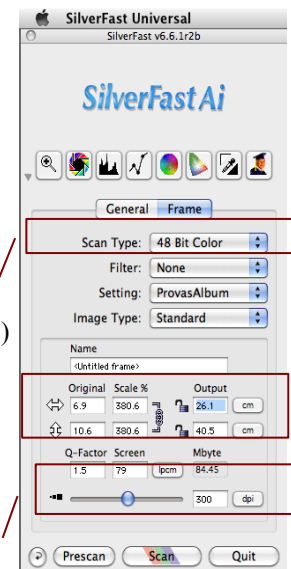 SilverFast Universal
SilverFast v6.6.1r2b
SilverFast Ai
General Frame
Scan Type: 48 Bit Color
Filter: None
Setting: ProvasAlbum
Image Type: Standard
)
Name
<Untitled frame>
Original Scale % Output
6.9 380.6 26.1 cm
10.6 380.6 40.5 cm
Q-Factor Screen Mbyte
1.5 79 lpcm 84.45
300 dpi
Prescan Scan Quit